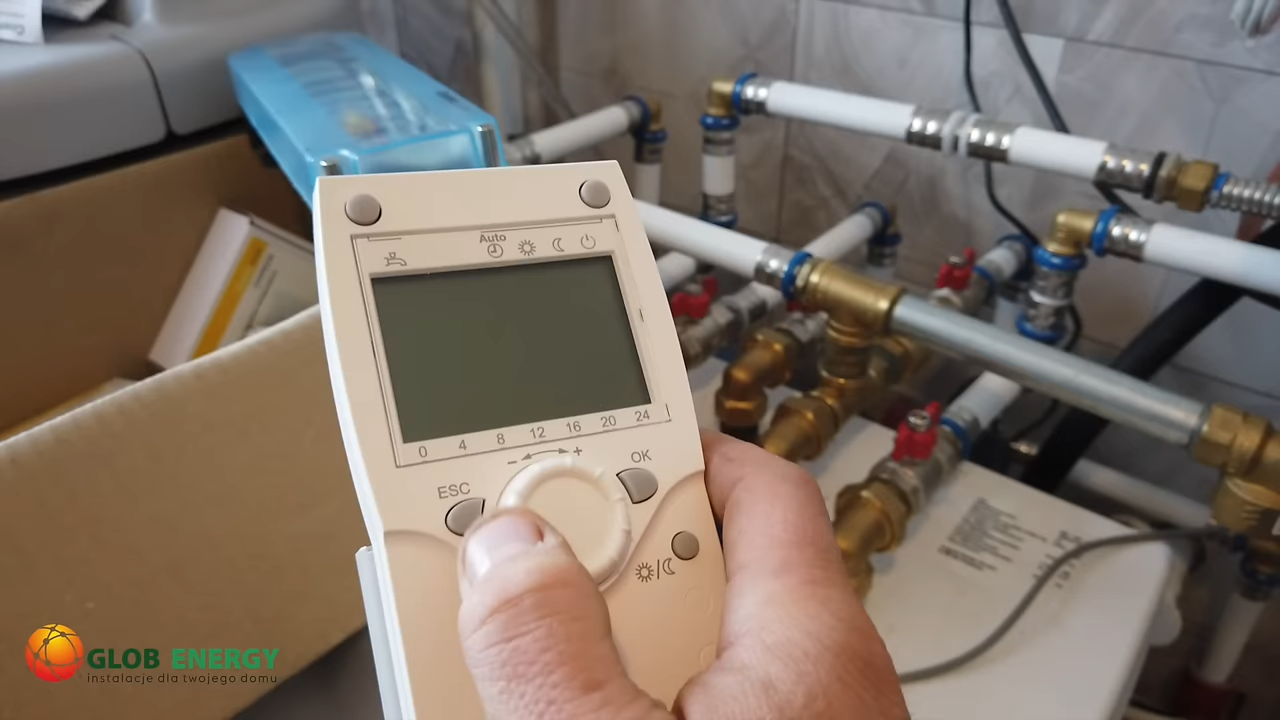 Auto
0 4 8 12 16 20 24
- +
ESC
OK
GLOB ENERGY
instalacje dla twojego domu